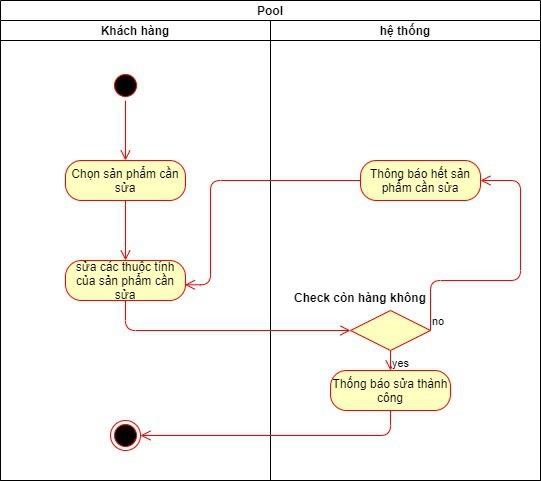 Pool
Khách hàng
hệ thống
Chọn sản phẩm cần
sửa
Thông báo hết sản
phẩm cần sửa
sửa các thuộc tính
của sản phẩm cần
sửa
Check còn hàng không
no
yes
Thống báo sửa thành
công